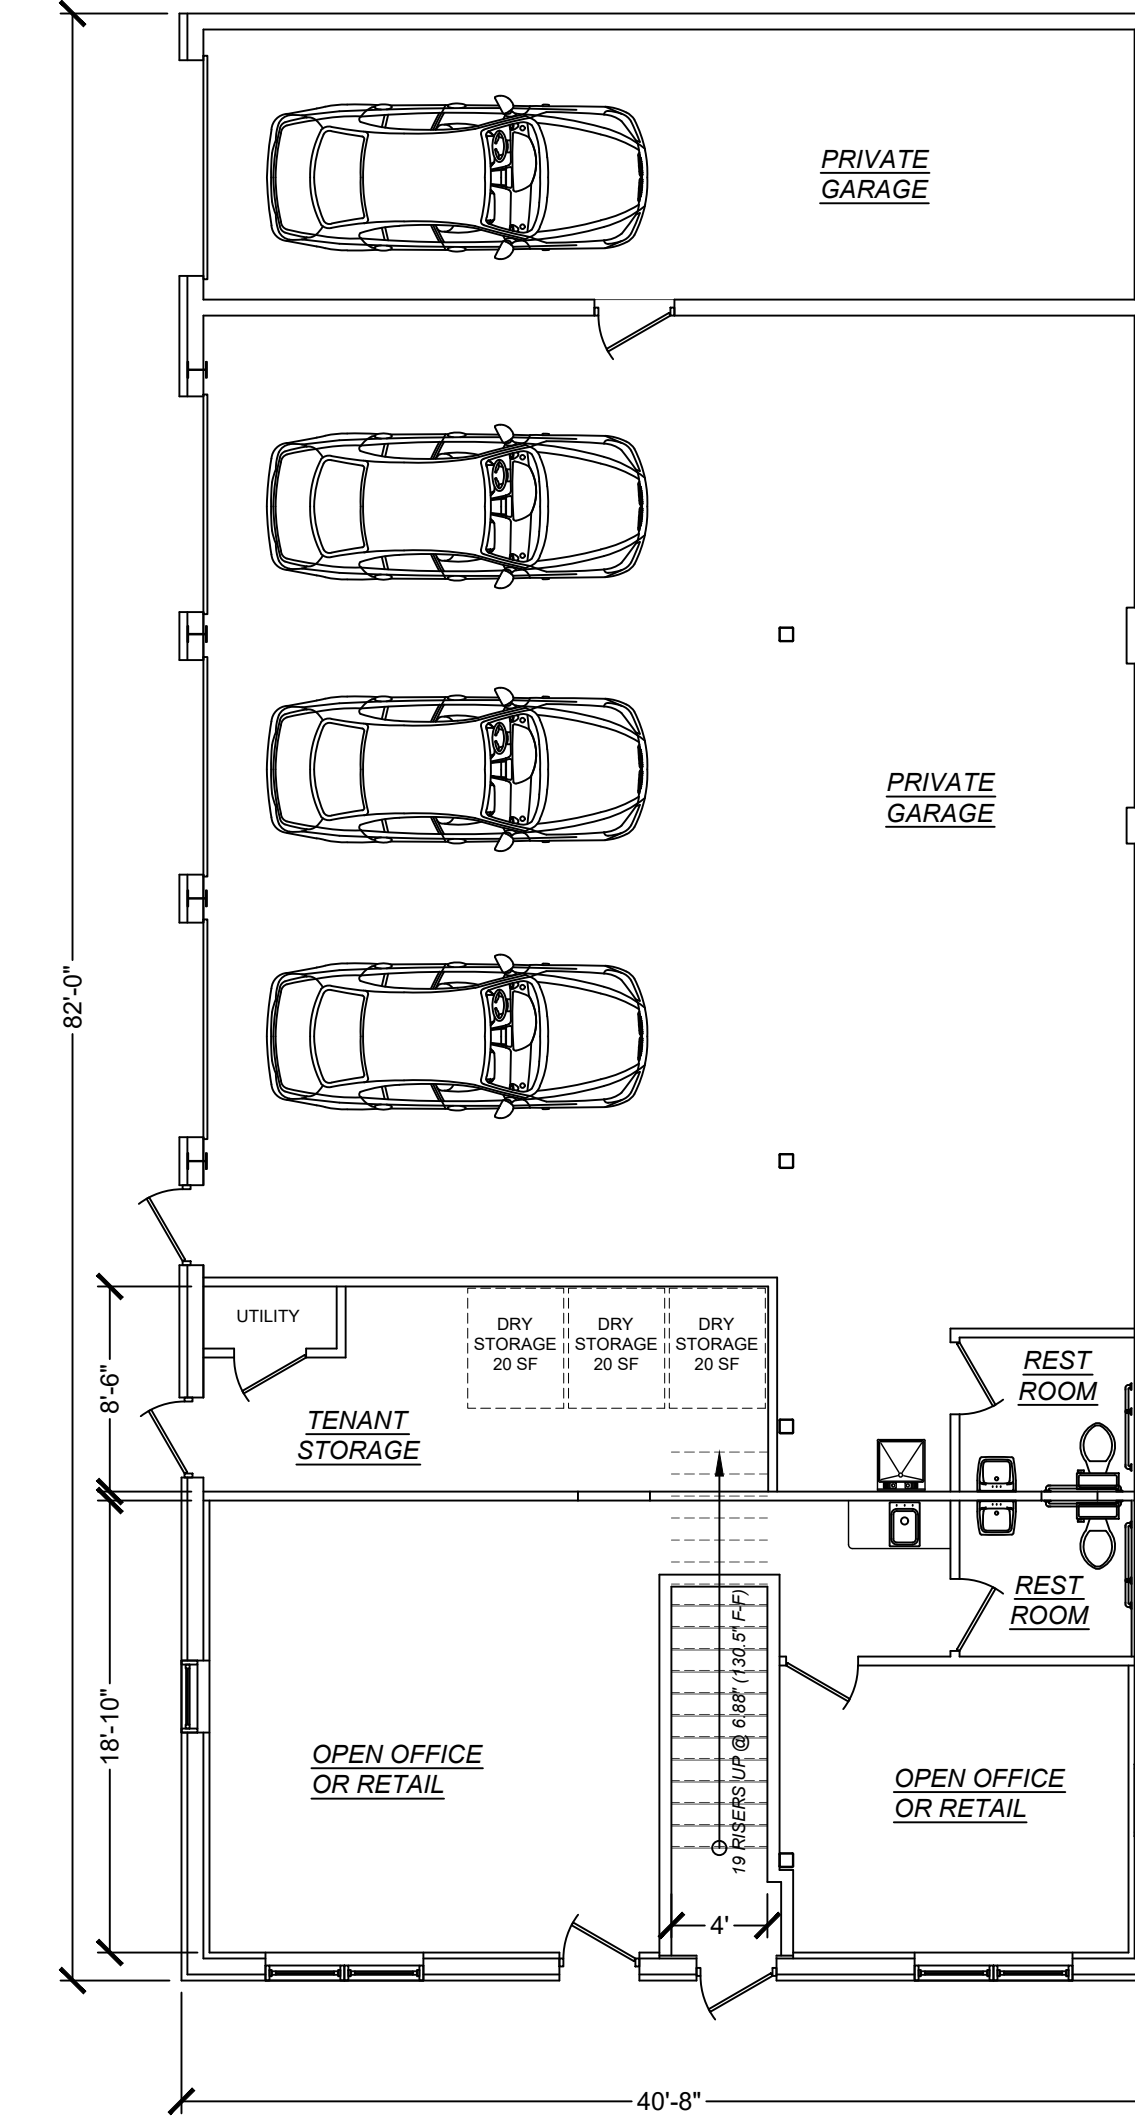 PRIVATE
GARAGE
PRIVATE
GARAGE
82'-0"
UTILITY
DRY
STORAGE
20 SF
DRY
STORAGE
20 SF
DRY
STORAGE
20 SF
REST
ROOM
8'-6"
TENANT
STORAGE
REST
ROOM
19 RISERS UP @ 6.88" (130.5" F-F)
18'-10"
OPEN OFFICE
OR RETAIL
OPEN OFFICE
OR RETAIL
4'
40'-8"